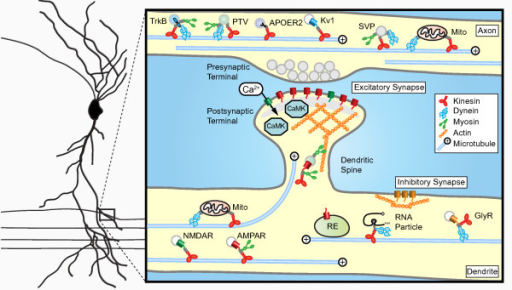 TrkB
PTV
APOER2
Kv1
SVP
Mito
Axon
Presynaptic
Terminal
Ca2+
Excitatory Synapse
Postsynaptic
Terminal
CaMK
CaMK
Kinesin
Dynein
Myosin
Actin
Microtubule
Dendritic
Spine
Inhibitory Synapse
Mito
RE
RNA
Particle
GlyR
NMDAR
AMPAR
Dendrite